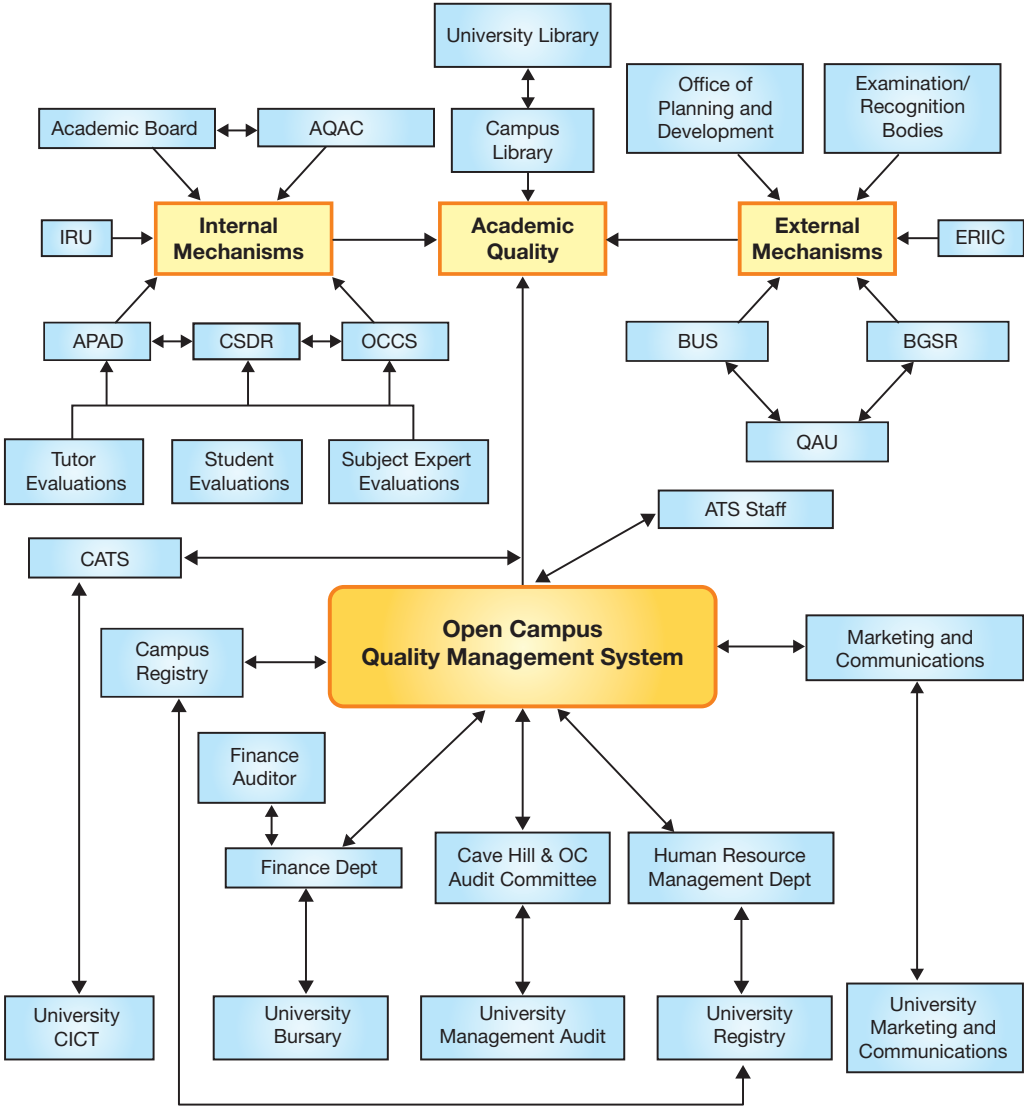 University Library
Office of
Planning and
Development
Examination/
Recognition
Bodies
Academic Board
AQAC
Campus
Library
IRU
Internal
Mechanisms
Academic
Quality
External
Mechanisms
ERIIC
APAD
CSDR
OCCS
BUS
BGSR
Tutor
Evaluations
Student
Evaluations
Subject Expert
Evaluations
QAU
ATS Staff
CATS
Open Campus
Quality Management System
Campus
Registry
Marketing and
Communications
Finance
Auditor
Finance Dept
Cave Hill & OC
Audit Committee
Human Resource
Management Dept
University
CICT
University
Bursary
University
Management Audit
University
Registry
University
Marketing and
Communications